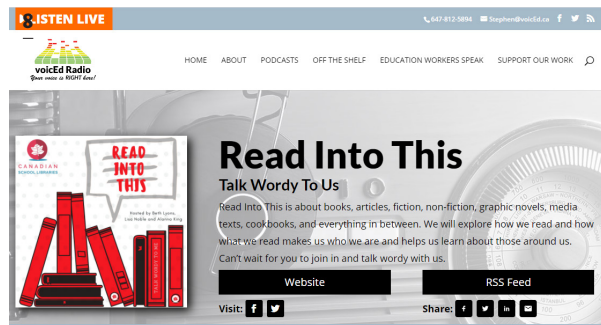 LISTEN LIVE
647-812-5894 Stephen@voicEd.ca
voicEd Radio
Your voice is RIGHT here!
HOME ABOUT PODCASTS OFF THE SHELF EDUCATION WORKERS SPEAK SUPPORT OUR WORK
CANADIAN
SCHOOL LIBRARIES
READ
INTO
THIS
Hosted by Beth Lyons,
Lisa Noble and Alanna King
TALK WORDY TO ME
Read Into This
Talk Wordy To Us
Read Into This is about books, articles, fiction, non-fiction, graphic novels, media
texts, cookbooks, and everything in between. We will explore how we read and how
what we read makes us who we are and helps us learn about those around us.
Can't wait for you to join in and talk wordy with us.
Website RSS Feed
Visit: Share: